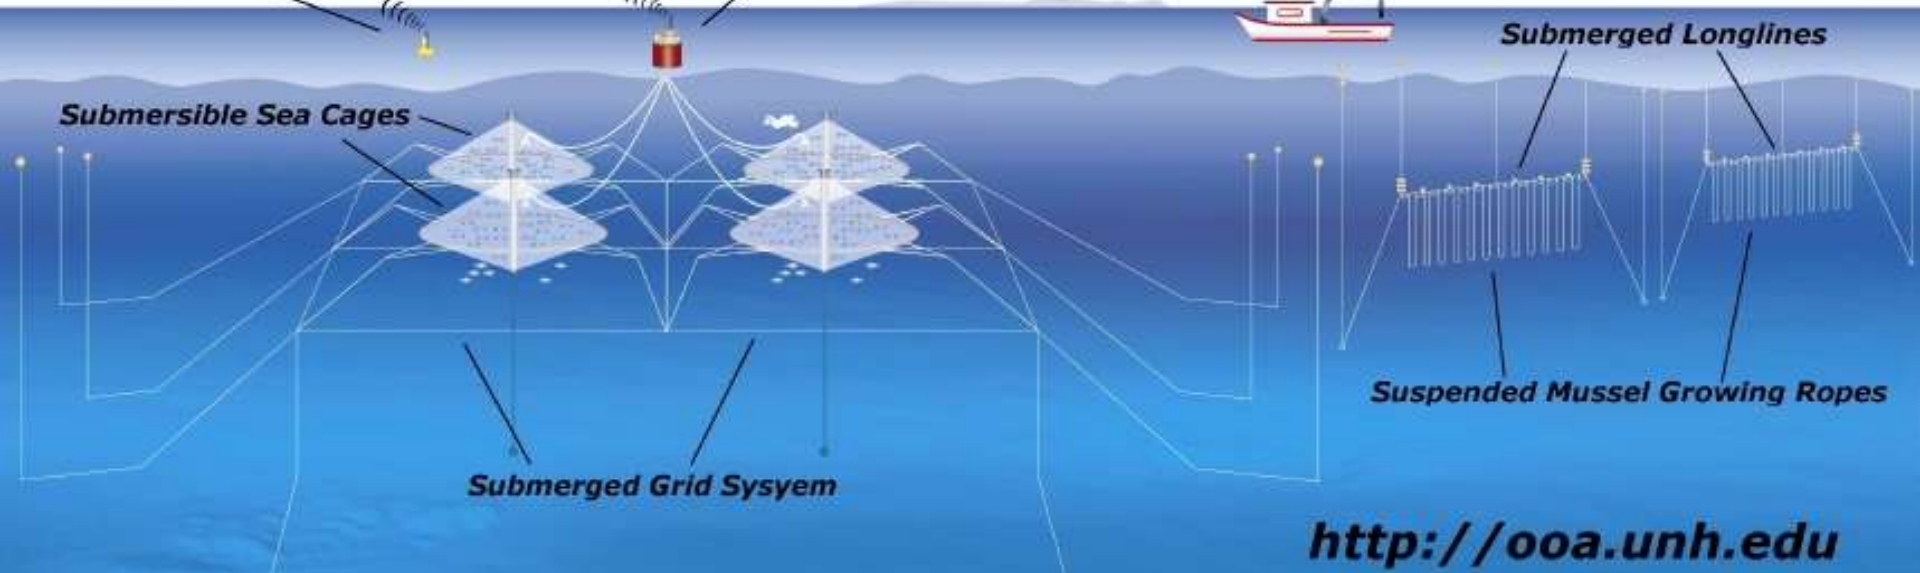 Submerged Longlines
Submersible Sea Cages
Suspended Mussel Growing Ropes
Submerged Grid Sysyem
http://ooa.unh.edu